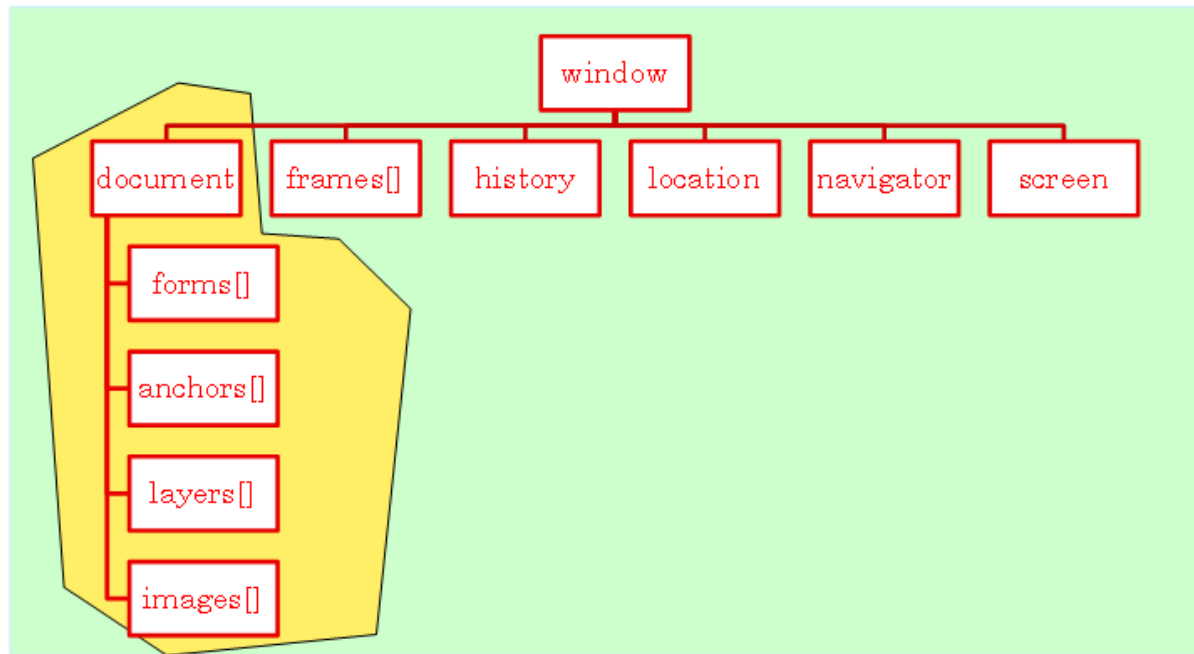 window
document frames[] history location navigator screen
forms[]
anchors[]
layers[]
images[]